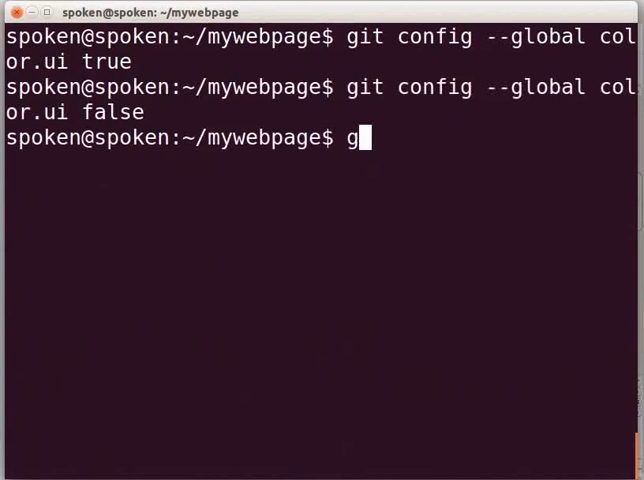 spoken@spoken: ~/mywebpage
spoken@spoken:~/mywebpage$ git config --global col
or.ui true
spoken@spoken:~/mywebpage$ git config --global col
or.ui false
spoken@spoken:~/mywebpage$ g